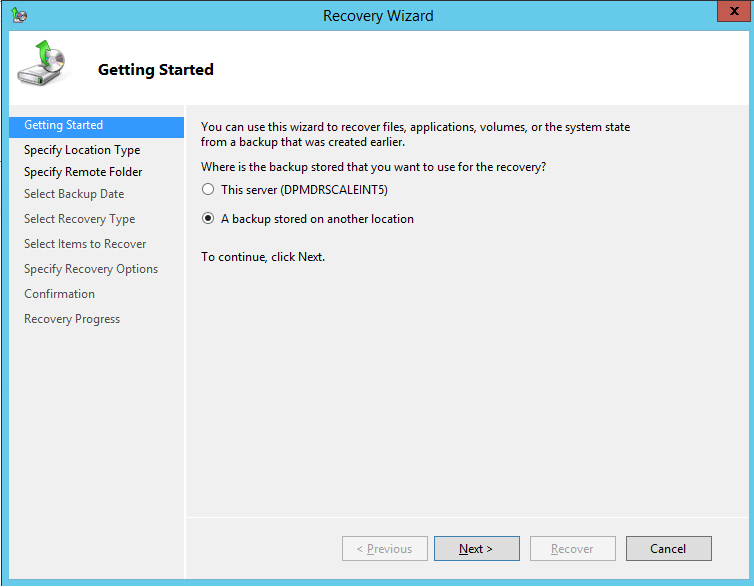 Recovery Wizard
x
Getting Started
Getting Started
Specify Location Type
Specify Remote Folder
Select Backup Date
Select Recovery Type
Select Items to Recover
Specify Recovery Options
Confirmation
Recovery Progress
You can use this wizard to recover files, applications, volumes, or the system state
from a backup that was created earlier.
Where is the backup stored that you want to use for the recovery?
This server (DPMDRSCALEINT5)
A backup stored on another location
To continue, click Next.
< Previous
Next >
Recover
Cancel